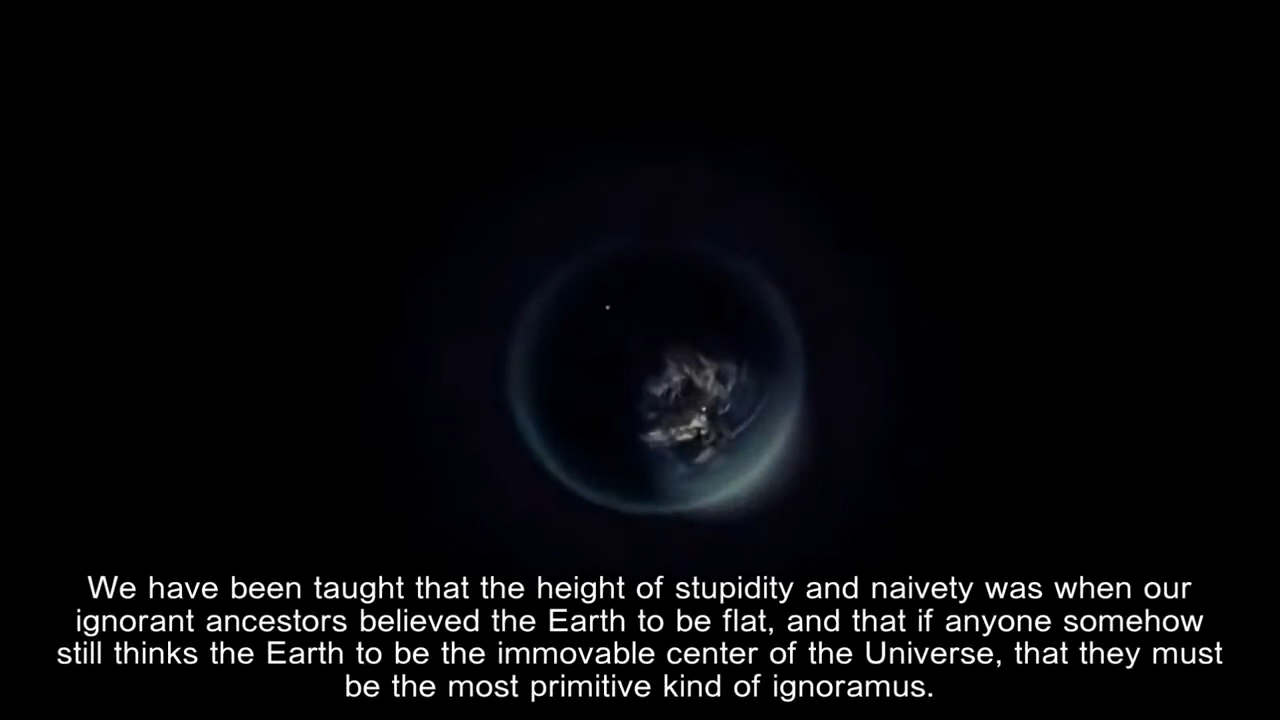 We have been taught that the height of stupidity and naivety was when our
ignorant ancestors believed the Earth to be flat, and that if anyone somehow
still thinks the Earth to be the immovable center of the Universe, that they must
be the most primitive kind of ignoramus.